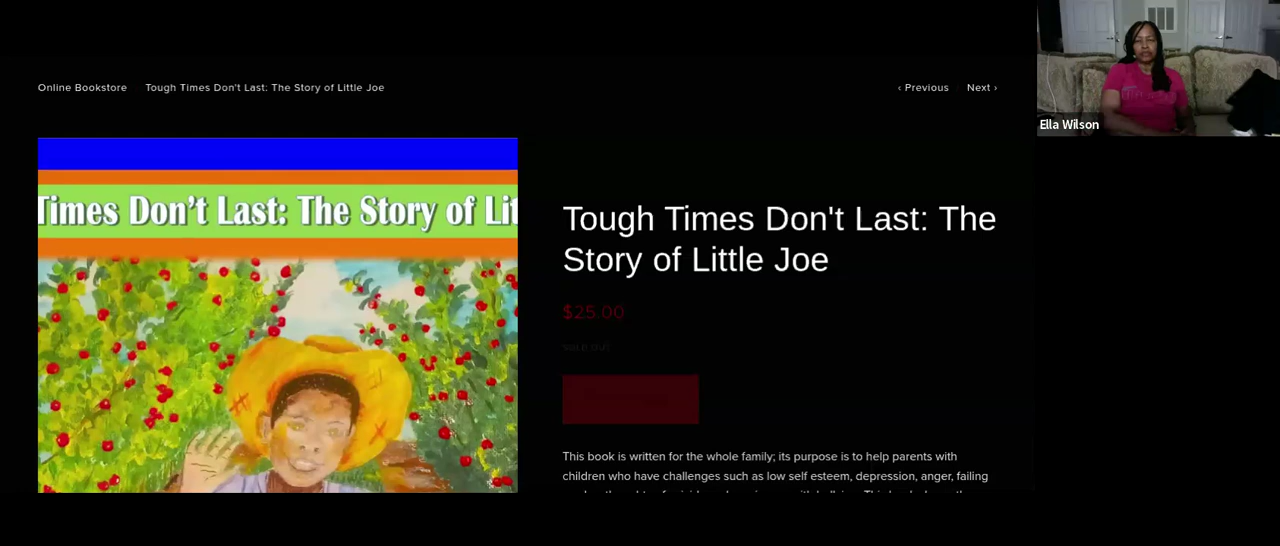 Online Bookstore Tough Times Don't Last: The Story of Little Joe
‹ Previous Next ›
Ella Wilson
Times Don't Last: The Story of Lit
Tough Times Don't Last: The
Story of Little Joe
$25.00
SOLD OUT
This book is written for the whole family; its purpose is to help parents with
children who have challenges such as low self esteem, depression, anger, failing